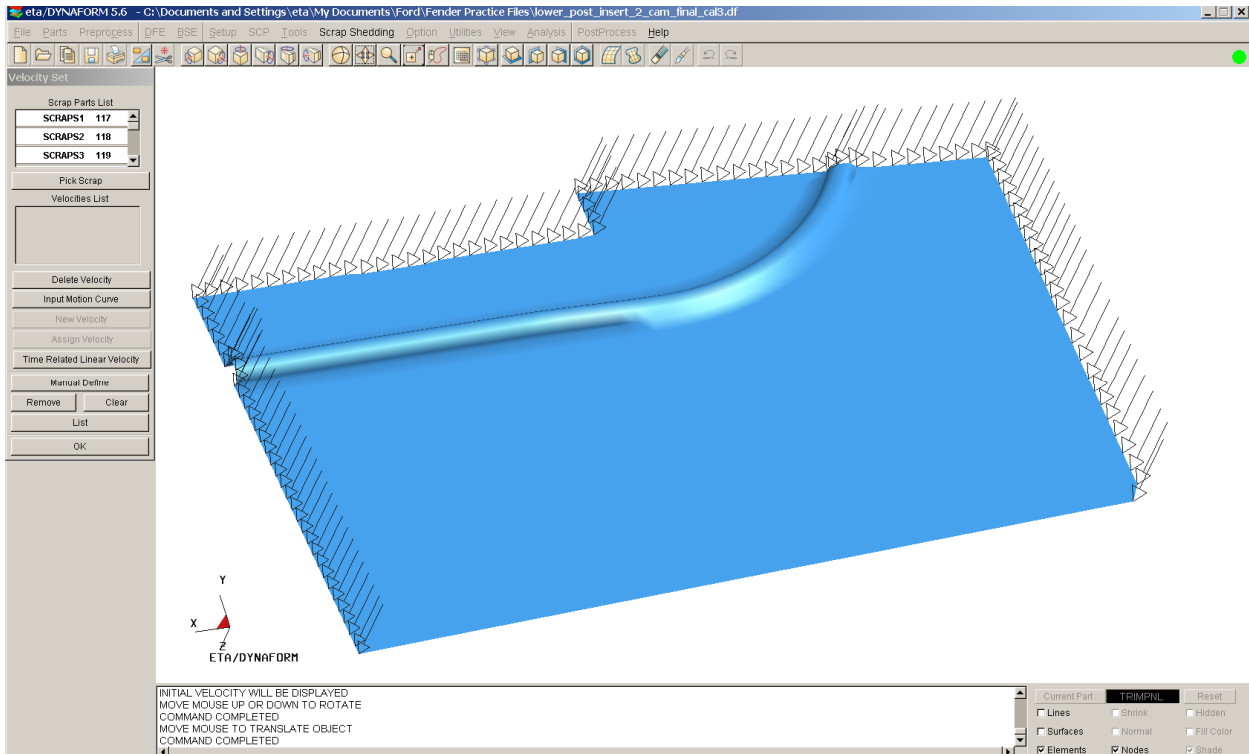 eta/DYNAFORM 5.6 - C:\Documents and Settings\eta\My Documents\Ford\Fender Practice Files\lower_post_insert_2_cam_final_cal3.df
File Parts Preprocess DFE BSE Setup SCP Tools Scrap Shedding Option Utilities View Analysis PostProcess Help
Velocity Set
Scrap Parts List
SCRAPS1 117
SCRAPS2 118
SCRAPS3 119
Pick Scrap
Velocities List
Delete Velocity
Input Motion Curve
New Velocity
Assign Velocity
Time Related Linear Velocity
Manual Define
Remove Clear
List
OK
Y
X
Z
ETA/DYNAFORM
INITIAL VELOCITY WILL BE DISPLAYED
MOVE MOUSE UP OR DOWN TO ROTATE
COMMAND COMPLETED
MOVE MOUSE TO TRANSLATE OBJECT
COMMAND COMPLETED
Current Part: TRIMPNL Reset
Lines Shrink Hidden
Surfaces Normal Fill Color
Elements Nodes Shade